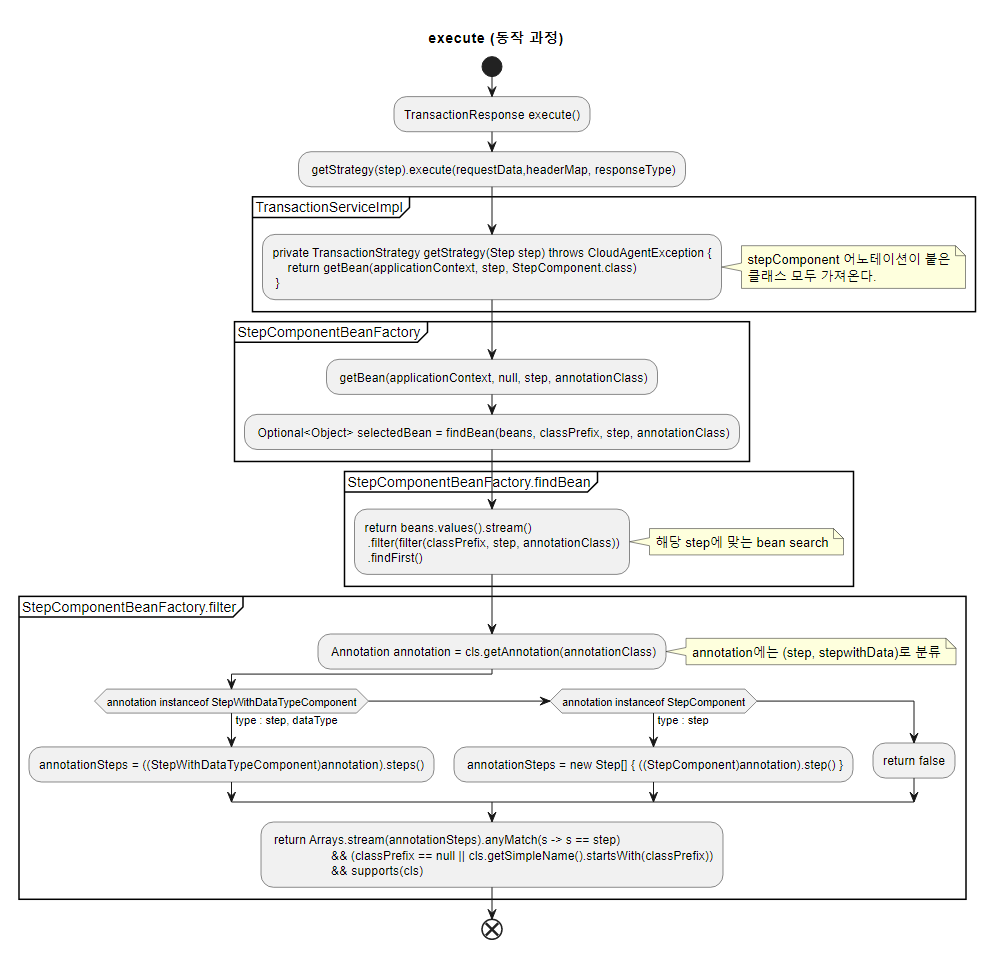 execute (동작 과정)
TransactionResponse execute()
getStrategy(step).execute(requestData,headerMap, responseType)
TransactionServiceImpl
private TransactionStrategy getStrategy(Step step) throws CloudAgentException {
return getBean(applicationContext, step, StepComponent.class)
}
stepComponent 어노테이션이 붙은
클래스 모두 가져온다.
StepComponentBeanFactory
getBean(applicationContext, null, step, annotationClass)
Optional<Object> selectedBean = findBean(beans, classPrefix, step, annotationClass)
StepComponentBeanFactory.findBean
return beans.values().stream()
.filter(filter(classPrefix, step, annotationClass))
.findFirst()
해당 step에 맞는 bean search
StepComponentBeanFactory.filter
Annotation annotation = cls.getAnnotation(annotationClass)
annotation에는 (step, stepwithData)로 분류
annotation instanceof StepWithDataTypeComponent
type : step, dataType
annotation instanceof StepComponent
type : step
annotationSteps = ((StepWithDataTypeComponent)annotation).steps()
annotationSteps = new Step[] { ((StepComponent)annotation).step() }
return false
return Arrays.stream(annotationSteps).anyMatch(s -> s == step)
&& (classPrefix == null || cls.getSimpleName().startsWith(classPrefix))
&& supports(cls)